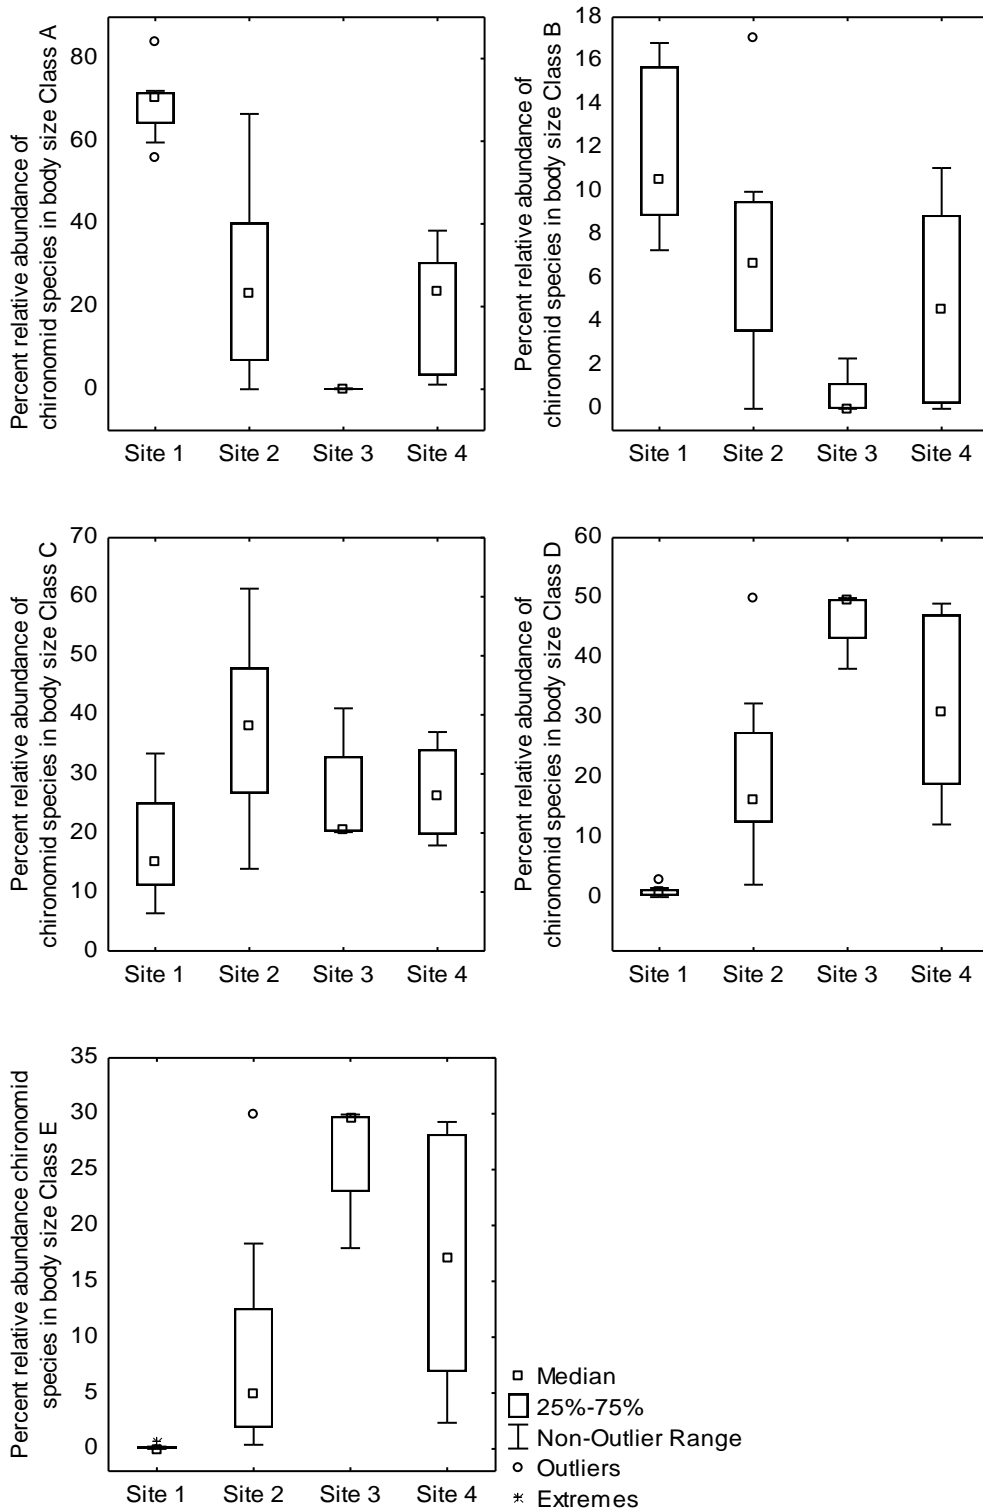 Percent relative abundance of
chironomid species in body size Class A
80
60
40
20
0
Site 1 Site 2 Site 3 Site 4
Percent relative abundance of
chironomid species in body size Class B
18
16
14
12
10
8
6
4
2
0
Site 1 Site 2 Site 3 Site 4
Percent relative abundance of
chironomid species in body size Class C
70
60
50
40
30
20
10
0
Site 1 Site 2 Site 3 Site 4
Percent relative abundance of
chironomid species in body size Class D
60
50
40
30
20
10
0
Site 1 Site 2 Site 3 Site 4
Percent relative abundance chironomid
species in body size Class E
35
30
25
20
15
10
5
0
Site 1 Site 2 Site 3 Site 4
Median
25%-75%
Non-Outlier Range
Outliers
Extremes